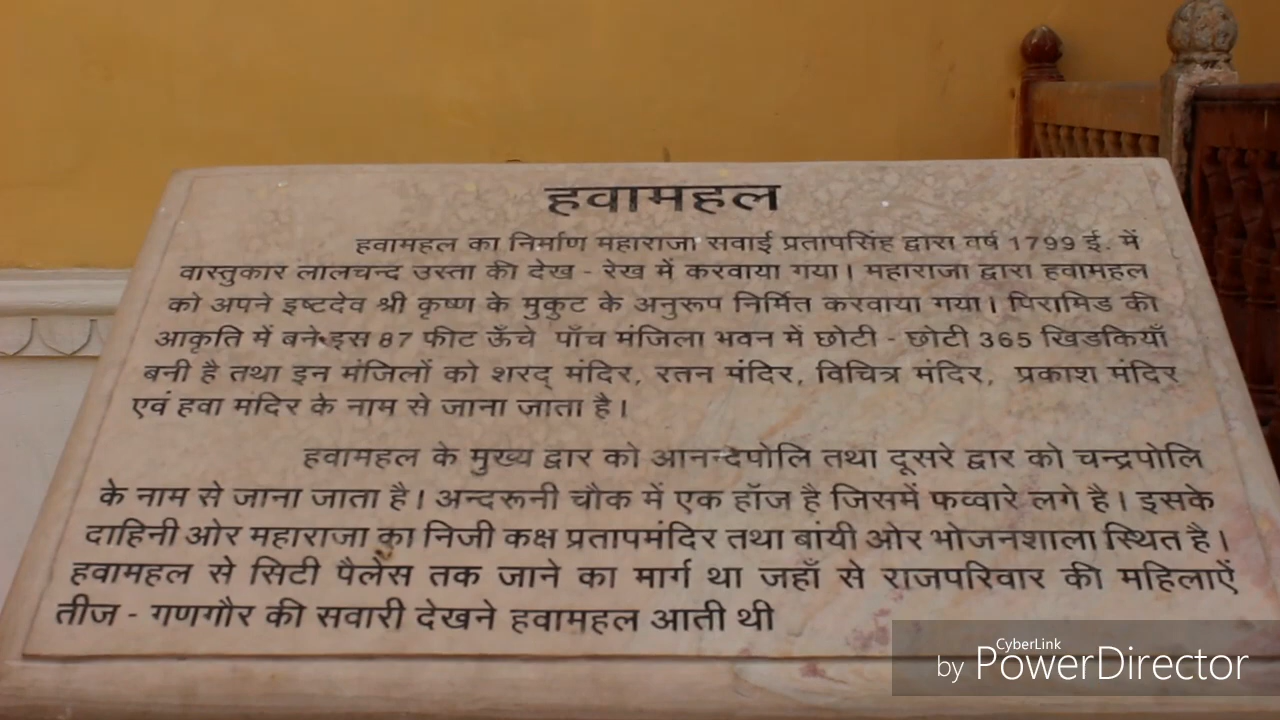 हवामहल
हवामहल का निर्माण महाराजा सवाई प्रतापसिंह द्वारा वर्ष 1799 ई. में
वास्तुकार लालचन्द उस्ता की देख - रेख में करवाया गया। महाराजा द्वारा हवामहल
को अपने इष्टदेव श्री कृष्ण के मुकुट के अनुरूप निर्मित करवाया गया। पिरामिड की
आकृति में बने इस 87 फीट ऊँचे पाँच मंजिला भवन में छोटी - छोटी 365 खिडकियाँ
बनी है तथा इन मंजिलों को शरद् मंदिर, रतन मंदिर, विचित्र मंदिर, प्रकाश मंदिर
एवं हवा मंदिर के नाम से जाना जाता है।
हवामहल के मुख्य द्वार को आनन्दपोलि तथा दूसरे द्वार को चन्द्रपोलि
के नाम से जाना जाता है। अन्दरूनी चौक में एक हॉज है जिसमें फव्वारे लगे है। इसके
दाहिनी ओर महाराजा का निजी कक्ष प्रतापमंदिर तथा बांयी ओर भोजनशाला स्थित है।
हवामहल से सिटी पैलेस तक जाने का मार्ग था जहाँ से राजपरिवार की महिलाऐं
तीज - गणगौर की सवारी देखने हवामहल आती थी
CyberLink
by PowerDirector